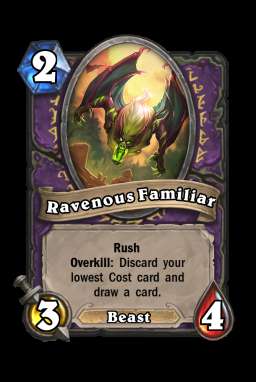 2
Ravenous Familiar
Rush
Overkill: Discard your
lowest Cost card and
draw a card.
3
Beast
4